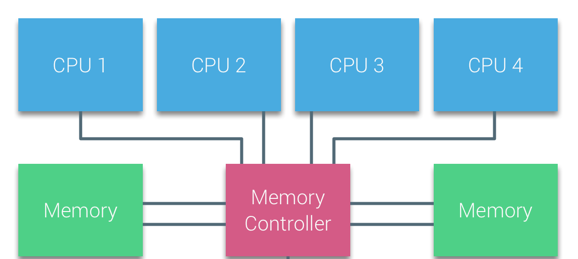 CPU 1
CPU 2
CPU 3
CPU 4
Memory
Memory
Controller
Memory